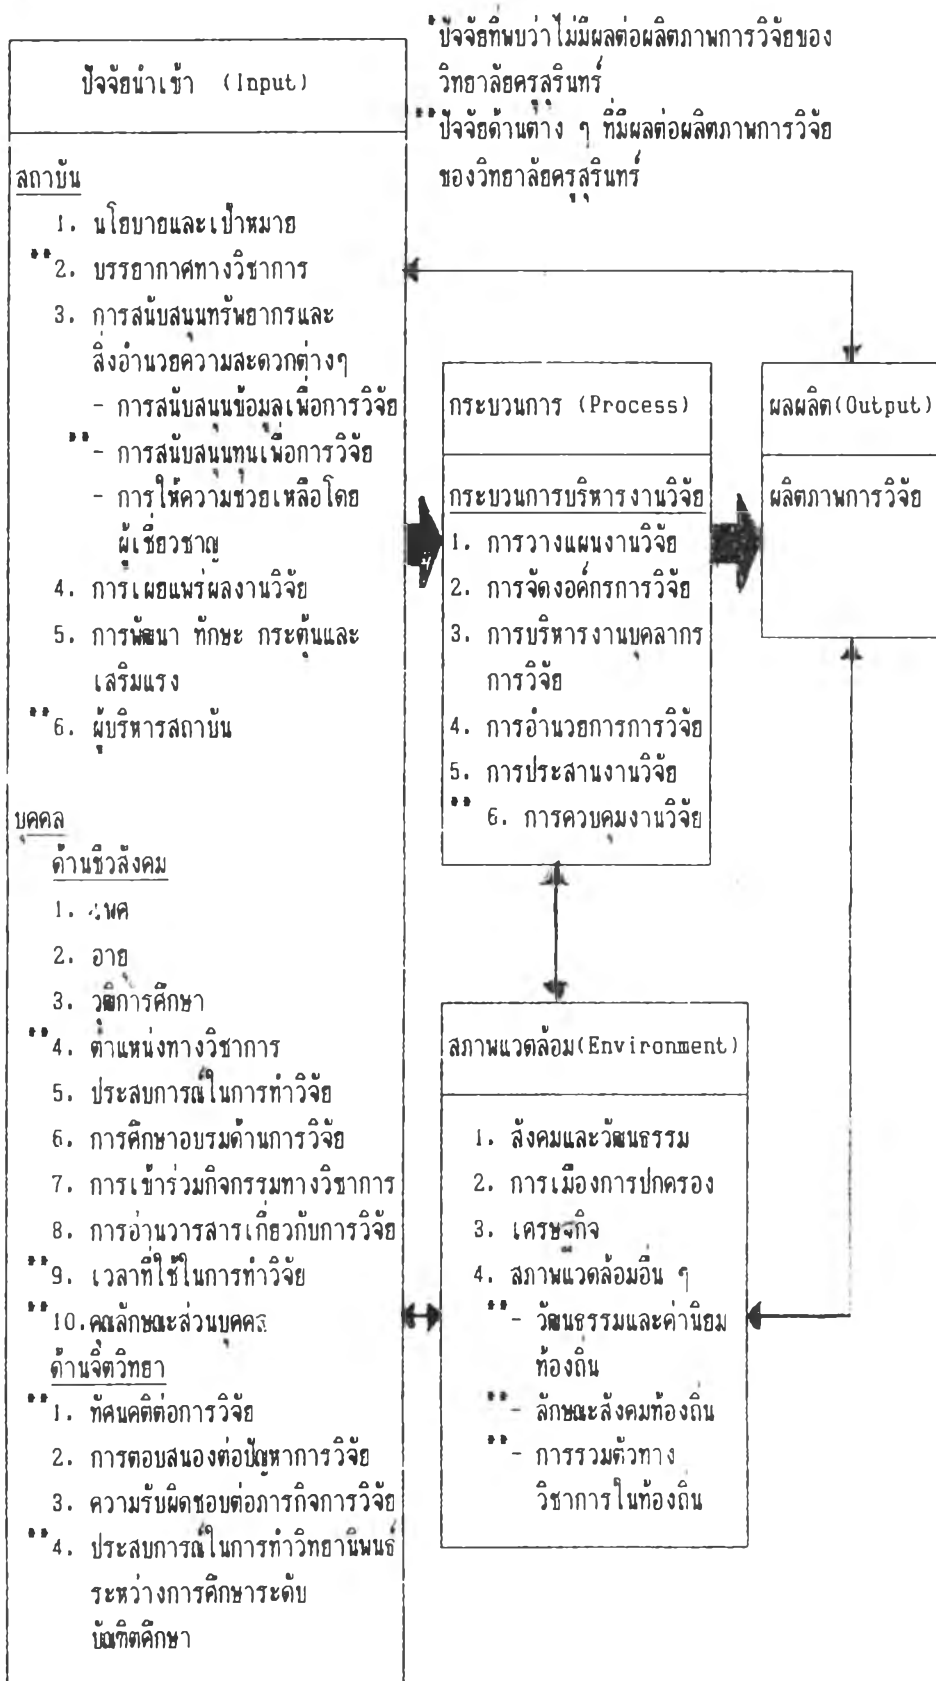 * ปัจจัยที่พบว่าไม่มีผลต่อผลิตภาพการวิจัยของ
วิทยาลัยครูสุรินทร์
** ปัจจัยด้านต่าง ๆ ที่มีผลต่อผลิตภาพการวิจัย
ของวิทยาลัยครูสุรินทร์
ปัจจัยนำเข้า (Input)
สถาบัน
1. นโยบายและเป้าหมาย
**2. บรรยากาศทางวิชาการ
3. การสนับสนุนทรัพยากรและ
สิ่งอำนวยความสะดวกต่างๆ
- การสนับสนุนข้อมูลเพื่อการวิจัย
**- การสนับสนุนทุนเพื่อการวิจัย
- การให้ความช่วยเหลือโดย
ผู้เชี่ยวชาญ
4. การเผยแพร่ผลงานวิจัย
5. การพัฒนา ทักษะ กระตุ้นและ
เสริมแรง
**6. ผู้บริหารสถาบัน
บุคคล
ด้านชีวสังคม
1. เพศ
2. อายุ
3. วุฒิการศึกษา
**4. ตำแหน่งทางวิชาการ
5. ประสบการณ์ในการทำวิจัย
6. การศึกษาอบรมด้านการวิจัย
7. การเข้าร่วมกิจกรรมทางวิชาการ
8. การอ่านวารสารเกี่ยวกับการวิจัย
**9. เวลาที่ใช้ในการทำวิจัย
**10.คุณลักษณะส่วนบุคคล
ด้านจิตวิทยา
**1. ทัศนคติต่อการวิจัย
2. การตอบสนองต่อปัญหาการวิจัย
3. ความรับผิดชอบต่อภารกิจการวิจัย
**4. ประสบการณ์ในการทำวิทยานิพนธ์
ระหว่างการศึกษาระดับ
บัณฑิตศึกษา
กระบวนการ (Process)
กระบวนการบริหารงานวิจัย
1. การวางแผนงานวิจัย
2. การจัดองค์กรการวิจัย
3. การบริหารงานบุคลากร
การวิจัย
4. การอำนวยการการวิจัย
5. การประสานงานวิจัย
** 6. การควบคุมงานวิจัย
ผลผลิต(Output)
ผลิตภาพการวิจัย
สภาพแวดล้อม(Environment)
1. สังคมและวัฒนธรรม
2. การเมืองการปกครอง
3. เศรษฐกิจ
4. สภาพแวดล้อมอื่น ๆ
**- วัฒนธรรมและค่านิยม
ท้องถิ่น
**- ลักษณะสังคมท้องถิ่น
**- การรวมตัวทาง
วิชาการในท้องถิ่น